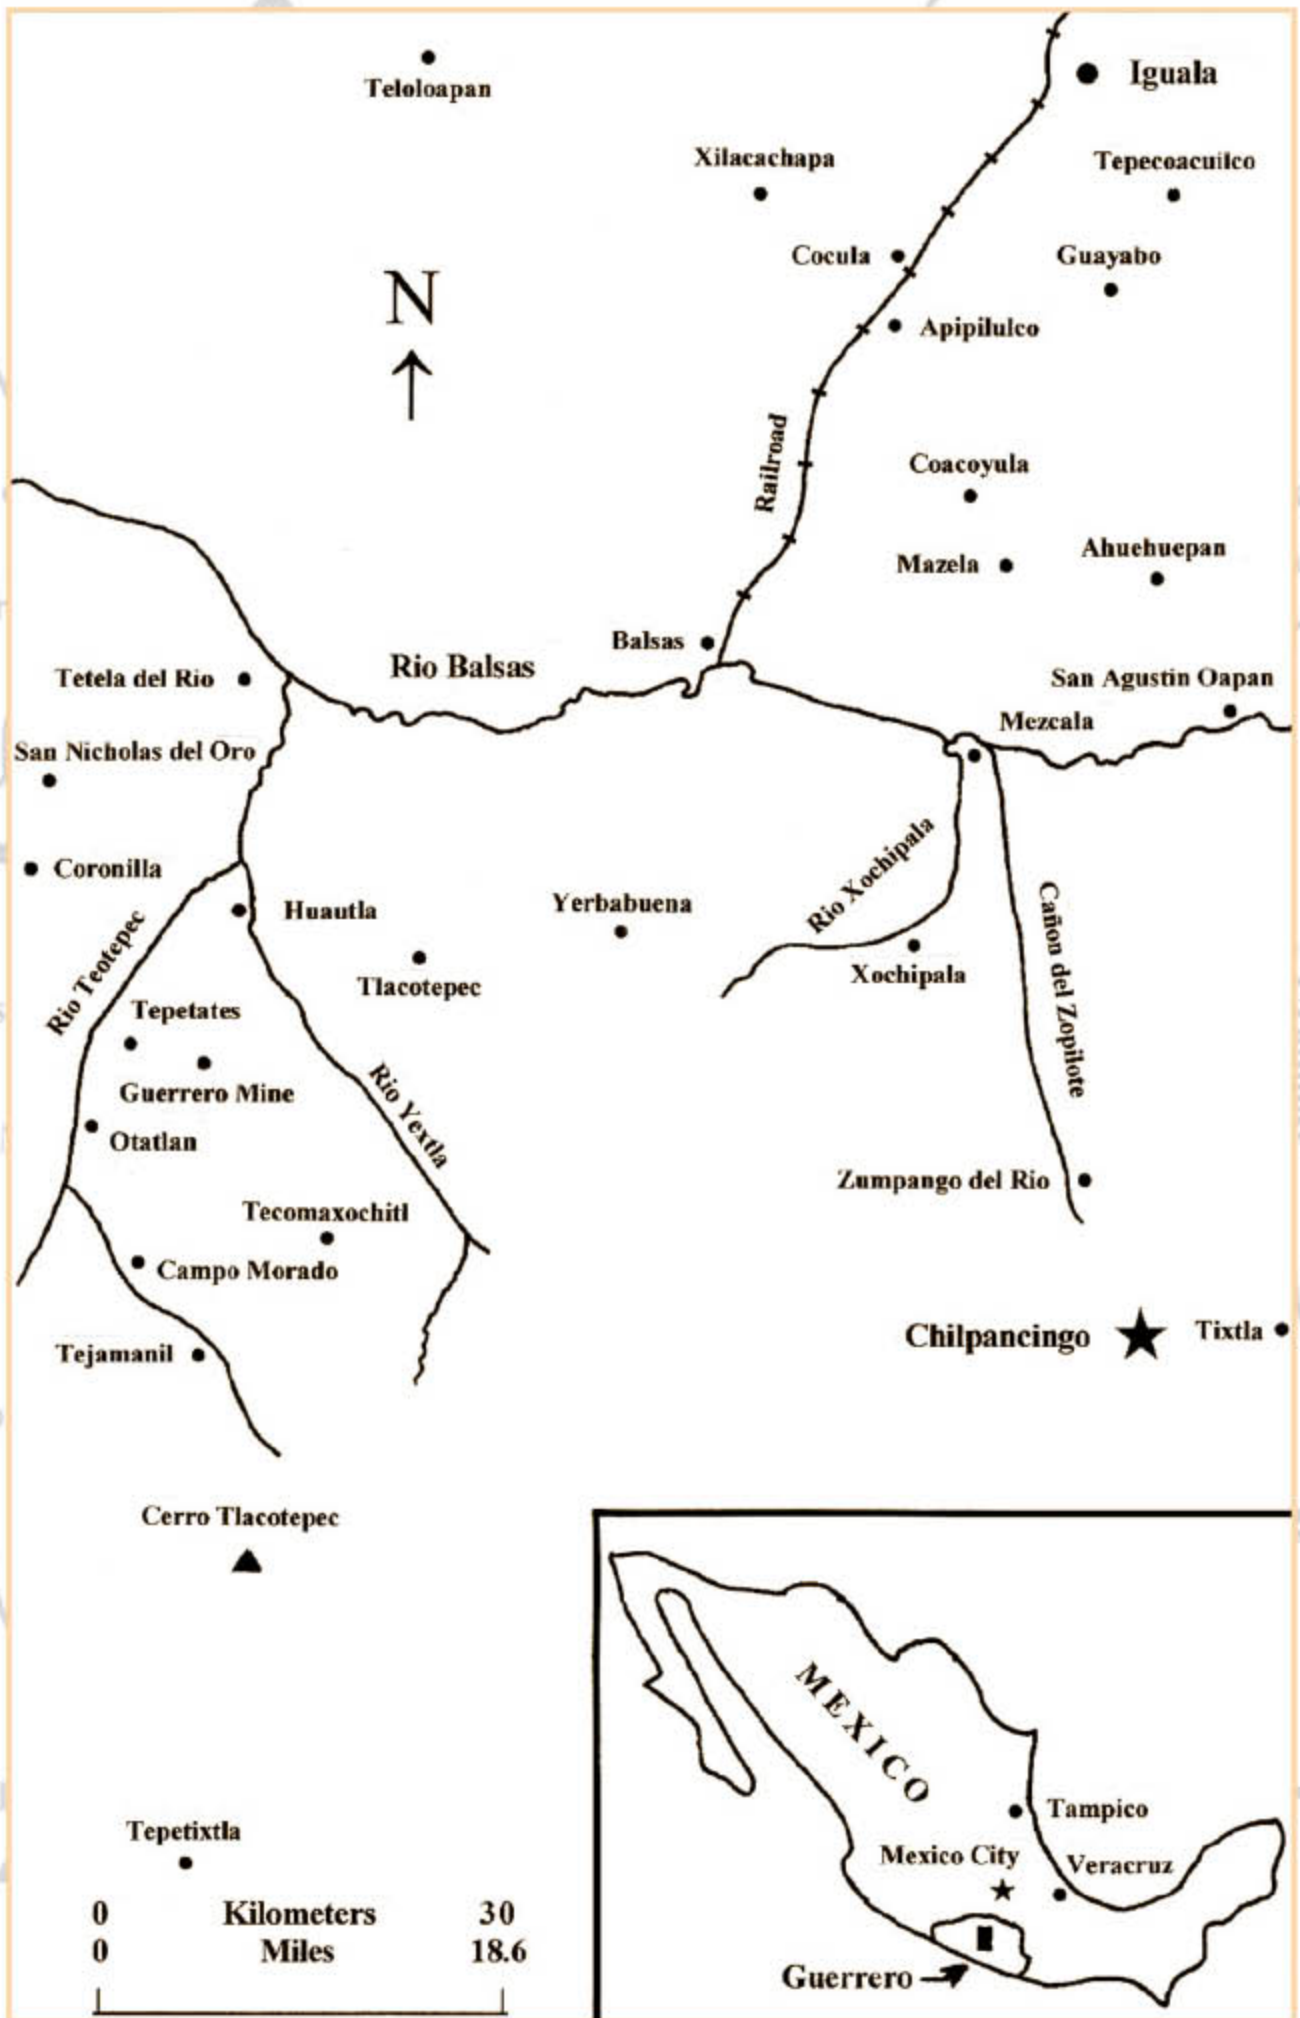 Teloloapan
Iguala
Xilacachapa
Tepecoacuilco
Cocula
Guayabo
N
Apipilulco
Railroad
Coacoyula
Mazela
Ahuehuepan
Balsas
Rio Balsas
Tetela del Rio
San Agustin Oapan
Mezcala
San Nicholas del Oro
Coronilla
Rio Xochipala
Huautla
Yerbabuena
Cañon del Zopilote
Rio Teotepec
Tlacotepec
Xochipala
Tepetates
Guerrero Mine
Rio Yextla
Otatlan
Zumpango del Rio
Tecomaxochitl
Campo Morado
Chilpancingo
Tixtla
Tejamanil
Cerro Tlacotepec
MEXICO
Tampico
Tepetixtla
Mexico City
Veracruz
0 Kilometers 30
0 Miles 18.6
Guerrero